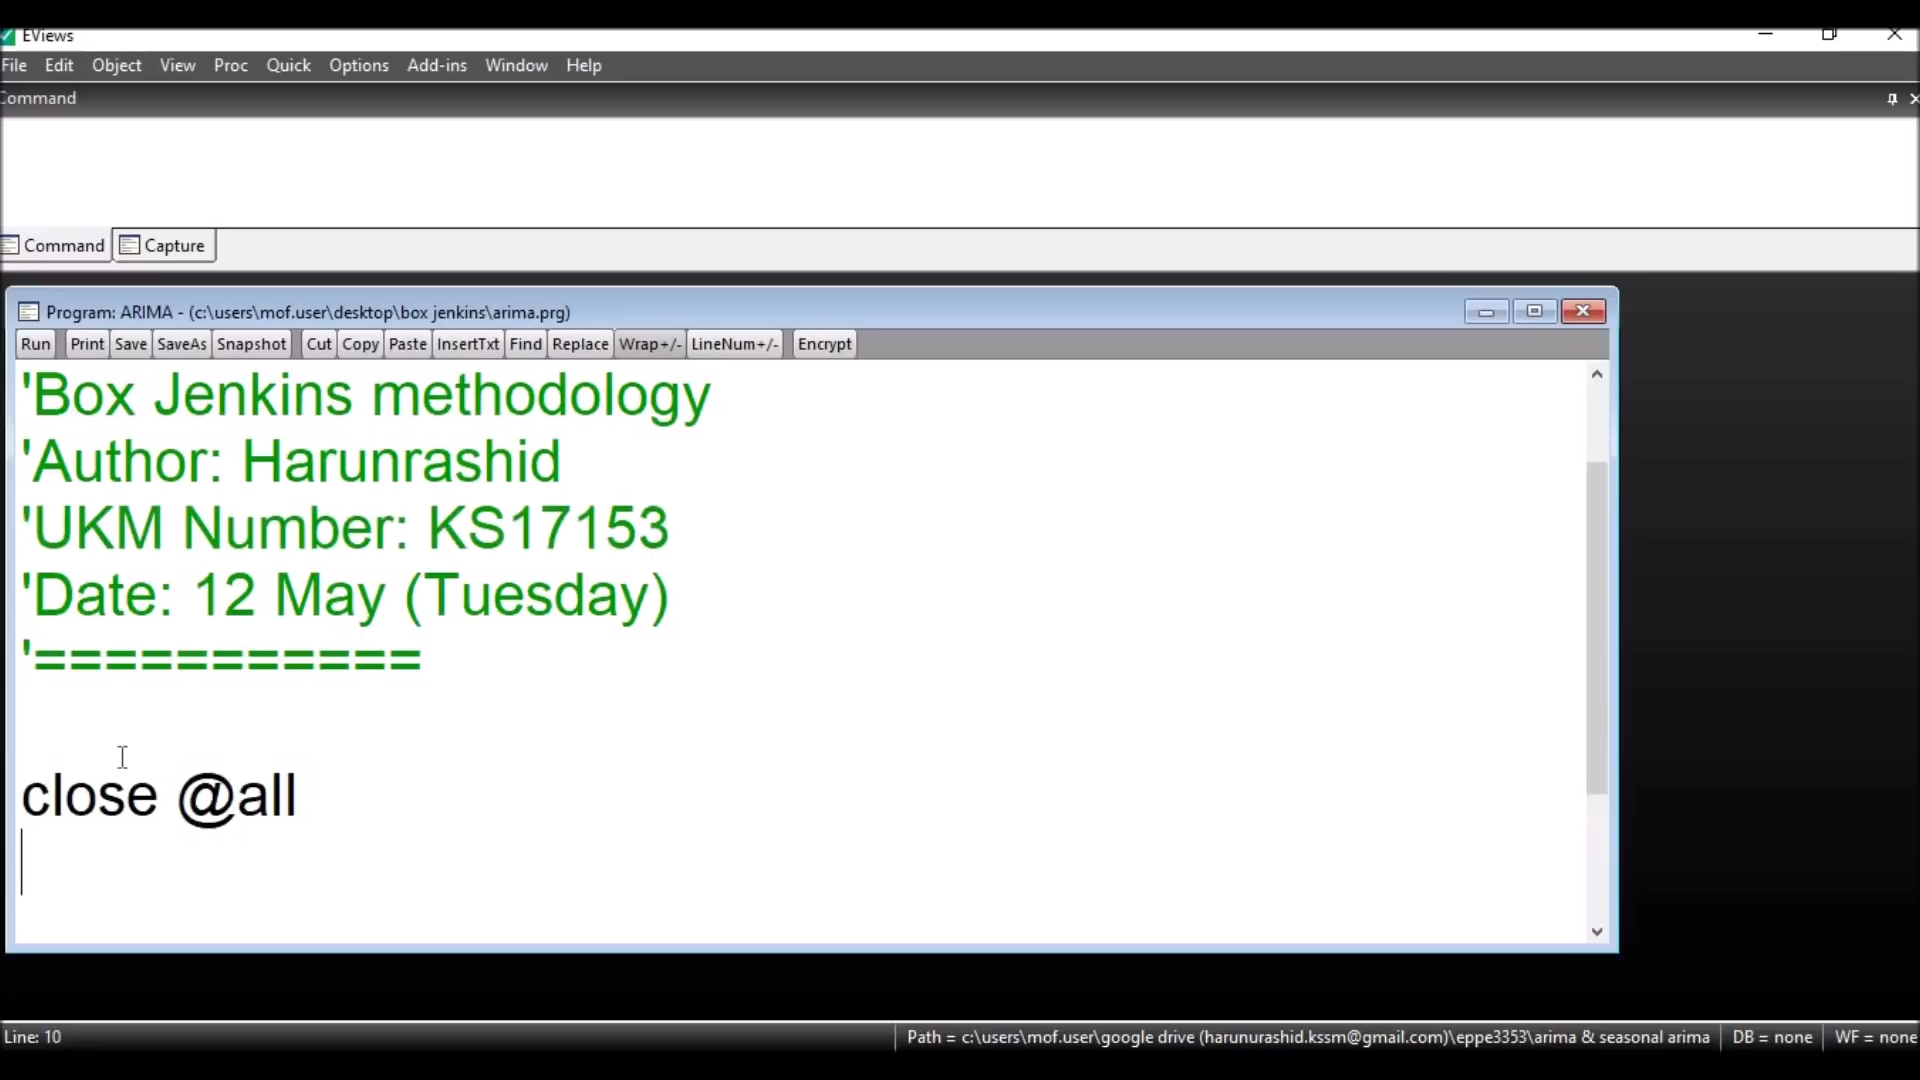 EViews
File Edit Object View Proc Quick Options Add-ins Window Help
Command
Command Capture
Program: ARIMA - (c:\users\mof.user\desktop\box jenkins\arima.prg)
Run Print Save SaveAs Snapshot Cut Copy Paste InsertTxt Find Replace Wrap+/- LineNum+/- Encrypt
'Box Jenkins methodology
'Author: Harunrashid
'UKM Number: KS17153
'Date: 12 May (Tuesday)
'===========
close @all
Line: 10 Path = c:\users\mof.user\google drive (harunurashid.kssm@gmail.com)\eppe3353\arima & seasonal arima DB = none WF = none